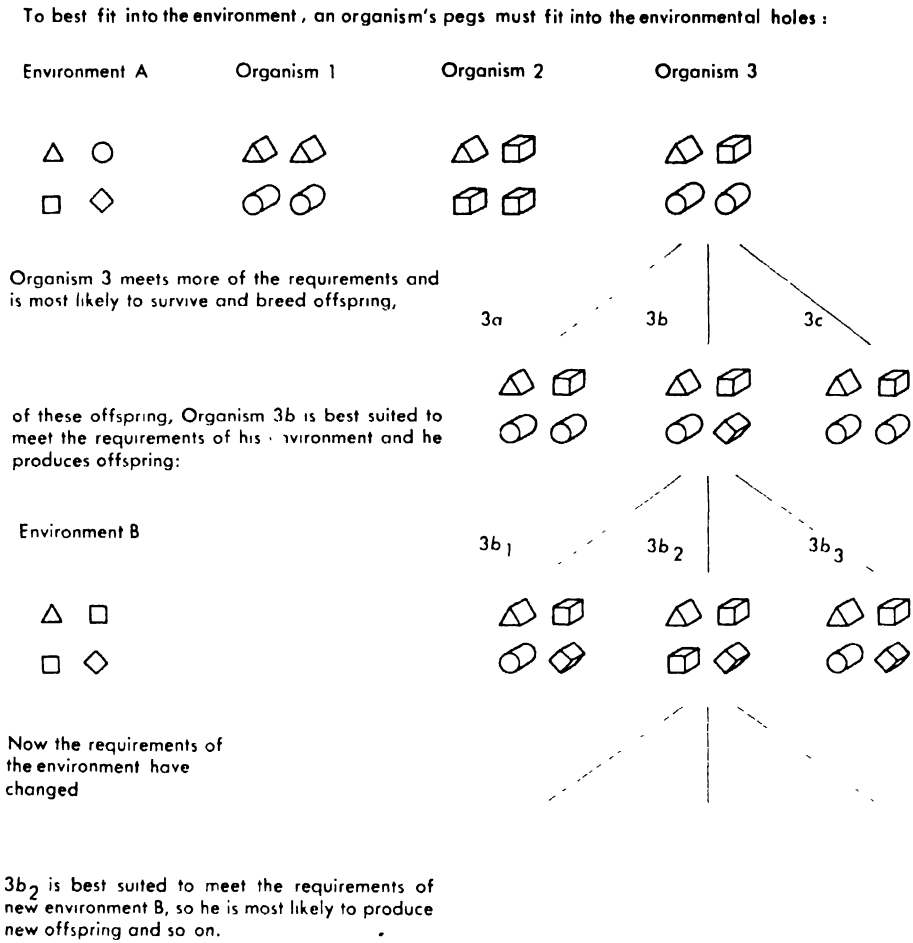 To best fit into the environment, an organism's pegs must fit into the environmental holes:
Environment A Organism 1 Organism 2 Organism 3
Organism 3 meets more of the requirements and
is most likely to survive and breed offspring,
3a 3b 3c
of these offspring, Organism 3b is best suited to
meet the requirements of his and he
produces offspring:
Environment B
3b1 3b2 3b3
Now the requirements of
the environment have
changed
3b2 is best suited to meet the requirements of
new environment B, so he is most likely to produce
new offspring and so on.